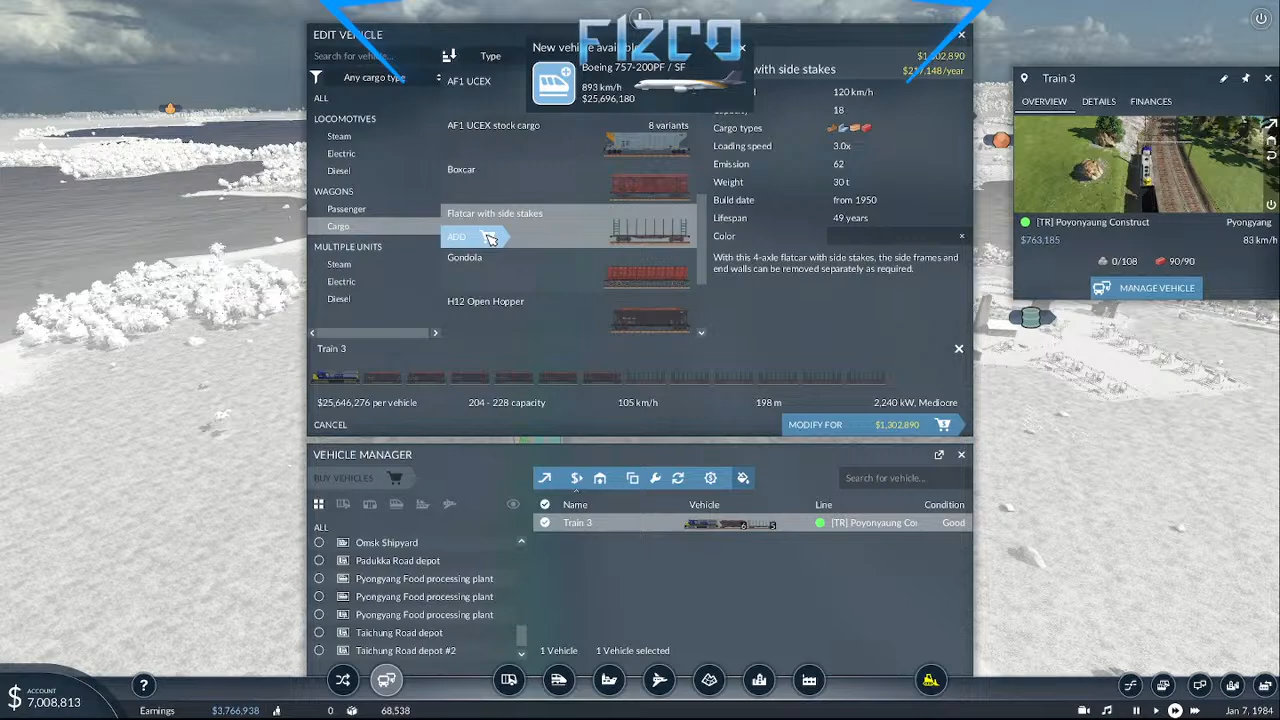 FIZCO
EDIT VEHICLE
Search for vehicle...
Type
Any cargo type
ALL
LOCOMOTIVES
Steam
Electric
Diesel
WAGONS
Passenger
Cargo
MULTIPLE UNITS
Steam
Electric
Diesel
AF1 UCEX
AF1 UCEX stock cargo
8 variants
Boxcar
Flatcar with side stakes
ADD
Gondola
H12 Open Hopper
New vehicle available
Boeing 757-200PF / SF
893 km/h
$25,696,180
$1,302,890
/year
with side stakes
120 km/h
18
Cargo types
Loading speed
3.0x
Emission
62
Weight
30 t
Build date
from 1950
Lifespan
49 years
Color
With this 4-axle flatcar with side stakes, the side frames and
end walls can be removed separately as required.
Train 3
$25,646,276 per vehicle
204 - 228 capacity
105 km/h
198 m
2,240 kW, Mediocre
CANCEL
MODIFY FOR
$1,302,890
Train 3
OVERVIEW
DETAILS
FINANCES
[TR] Poyonyaung Construct
Pyongyang
$763,185
83 km/h
0/108
90/90
MANAGE VEHICLE
VEHICLE MANAGER
BUY VEHICLES
Search for vehicle...
ALL
Omsk Shipyard
Padukka Road depot
Pyongyang Food processing plant
Pyongyang Food processing plant
Pyongyang Food processing plant
Taichung Road depot
Taichung Road depot #2
Name
Vehicle
Line
Condition
Train 3
6
5
[TR] Poyonyaung Co
Good
1 Vehicle
1 Vehicle selected
ACCOUNT
$ 7,008,813
?
Earnings
$3,766,938
0
68,538
Jan 7, 1984